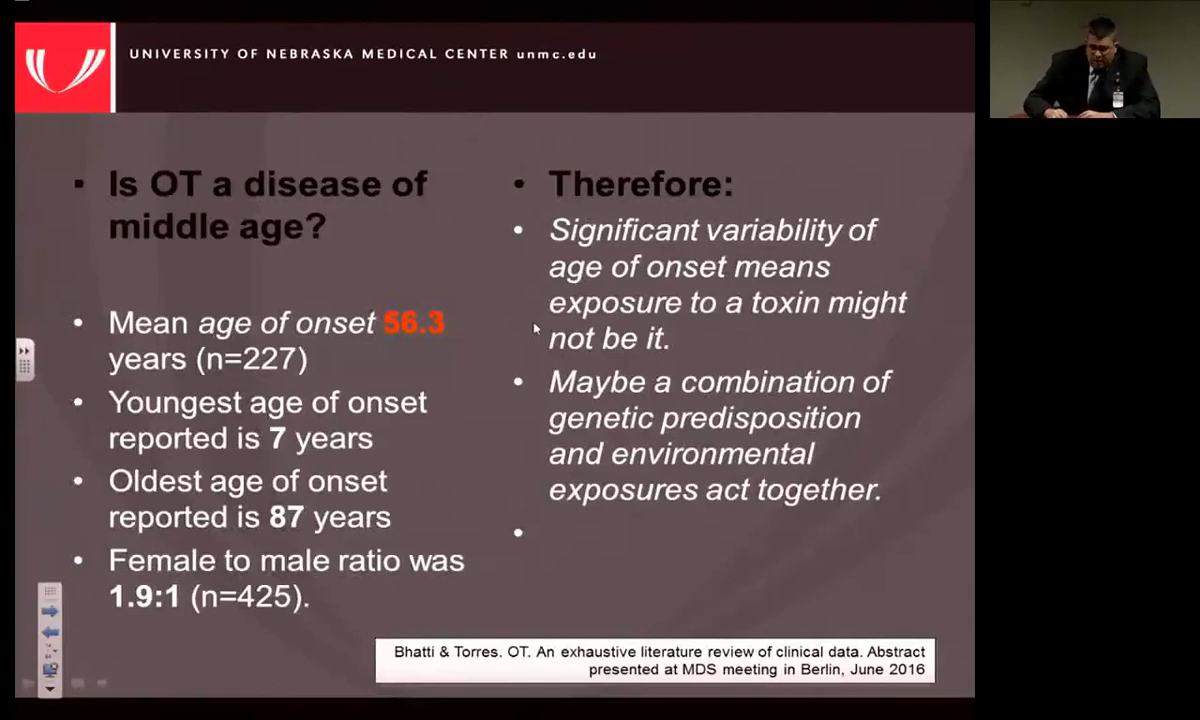 UNIVERSITY OF NEBRASKA MEDICAL CENTER unmc.edu
Is OT a disease of
middle age?
Mean age of onset 56.3
years (n=227)
Youngest age of onset
reported is 7 years
Oldest age of onset
reported is 87 years
Female to male ratio was
1.9:1 (n=425).
Therefore:
Significant variability of
age of onset means
exposure to a toxin might
not be it.
Maybe a combination of
genetic predisposition
and environmental
exposures act together.
Bhatti & Torres. OT. An exhaustive literature review of clinical data. Abstract
presented at MDS meeting in Berlin, June 2016